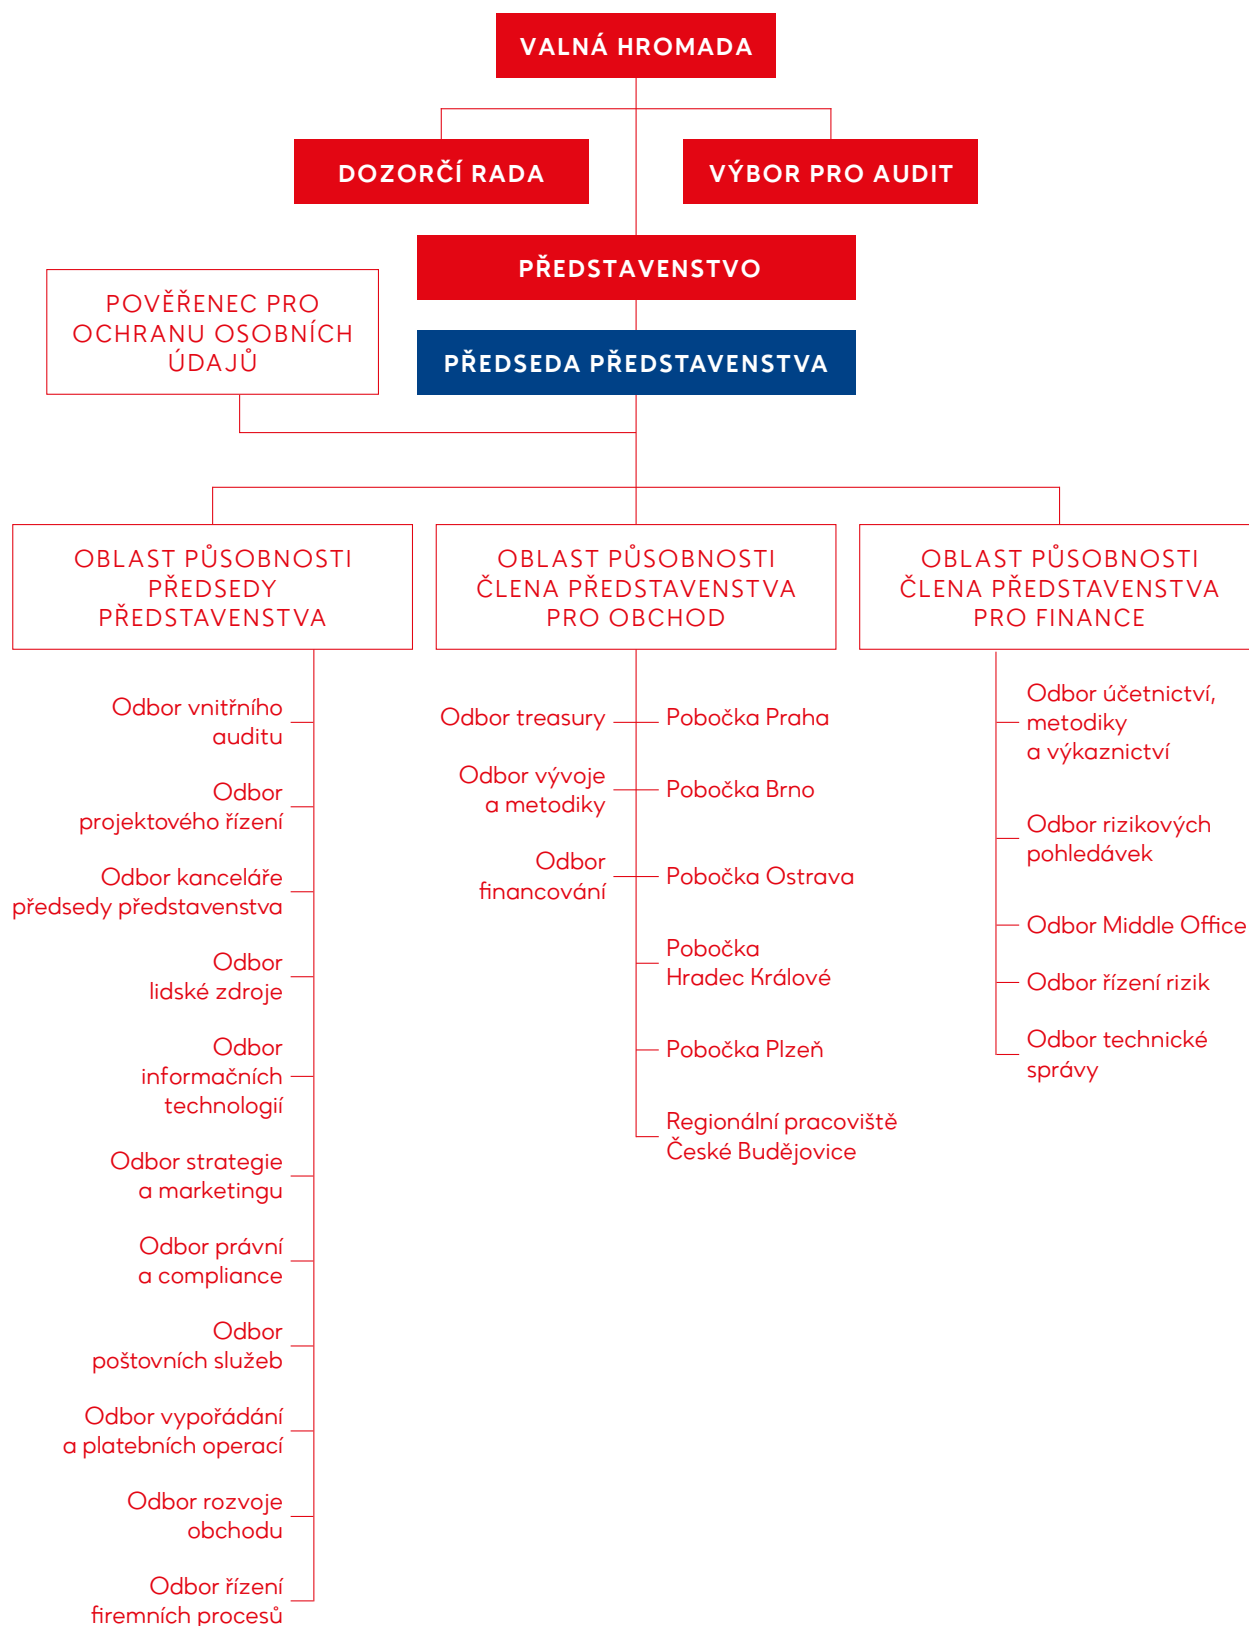 VALNÁ HROMADA
DOZORČÍ RADA
VÝBOR PRO AUDIT
PŘEDSTAVENSTVO
POVĚŘENEC PRO
OCHRANU OSOBNÍCH
ÚDAJŮ
PŘEDSEDA PŘEDSTAVENSTVA
OBLAST PŮSOBNOSTI
PŘEDSEDY
PŘEDSTAVENSTVA
OBLAST PŮSOBNOSTI
ČLENA PŘEDSTAVENSTVA
PRO OBCHOD
OBLAST PŮSOBNOSTI
ČLENA PŘEDSTAVENSTVA
PRO FINANCE
Odbor vnitřního
auditu
Odbor
projektového řízení
Odbor kanceláře
předsedy představenstva
Odbor
lidské zdroje
Odbor
informačních
technologií
Odbor strategie
a marketingu
Odbor právní
a compliance
Odbor
poštovních služeb
Odbor vypořádání
a platebních operací
Odbor rozvoje
obchodu
Odbor řízení
firemních procesů
Odbor treasury
Odbor vývoje
a metodiky
Odbor
financování
Pobočka Praha
Pobočka Brno
Pobočka Ostrava
Pobočka
Hradec Králové
Pobočka Plzeň
Regionální pracoviště
České Budějovice
Odbor účetnictví,
metodiky
a výkaznictví
Odbor rizikových
pohledávek
Odbor Middle Office
Odbor řízení rizik
Odbor technické
správy